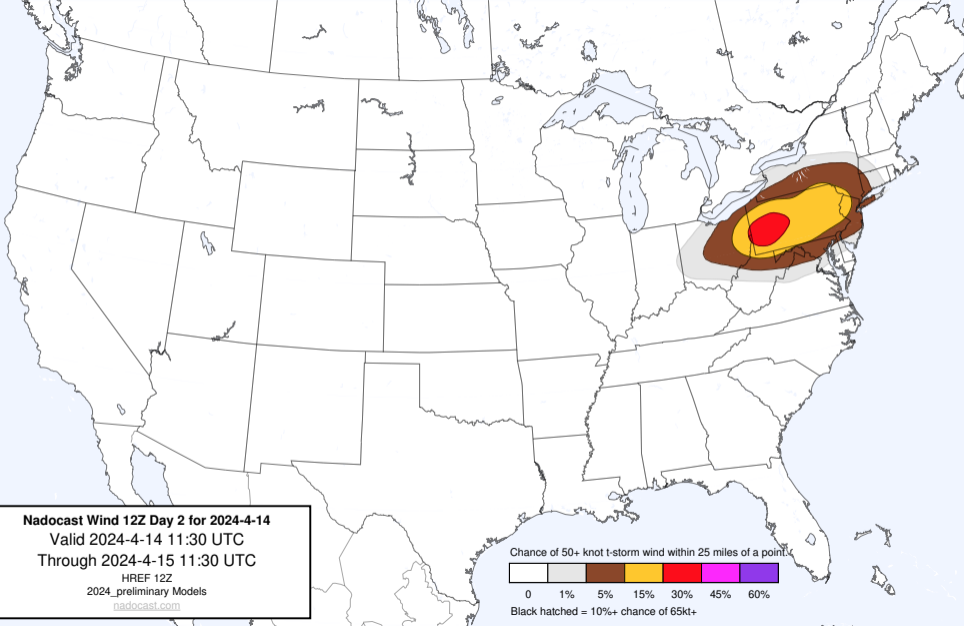 Nadocast Wind 12Z Day 2 for 2024-4-14
Valid 2024-4-14 11:30 UTC
Through 2024-4-15 11:30 UTC
HREF 12Z
2024_preliminary Models
nadocast.com
Chance of 50+ knot t-storm wind within 25 miles of a point.
0 1% 5% 15% 30% 45% 60%
Black hatched = 10%+ chance of 65kt+